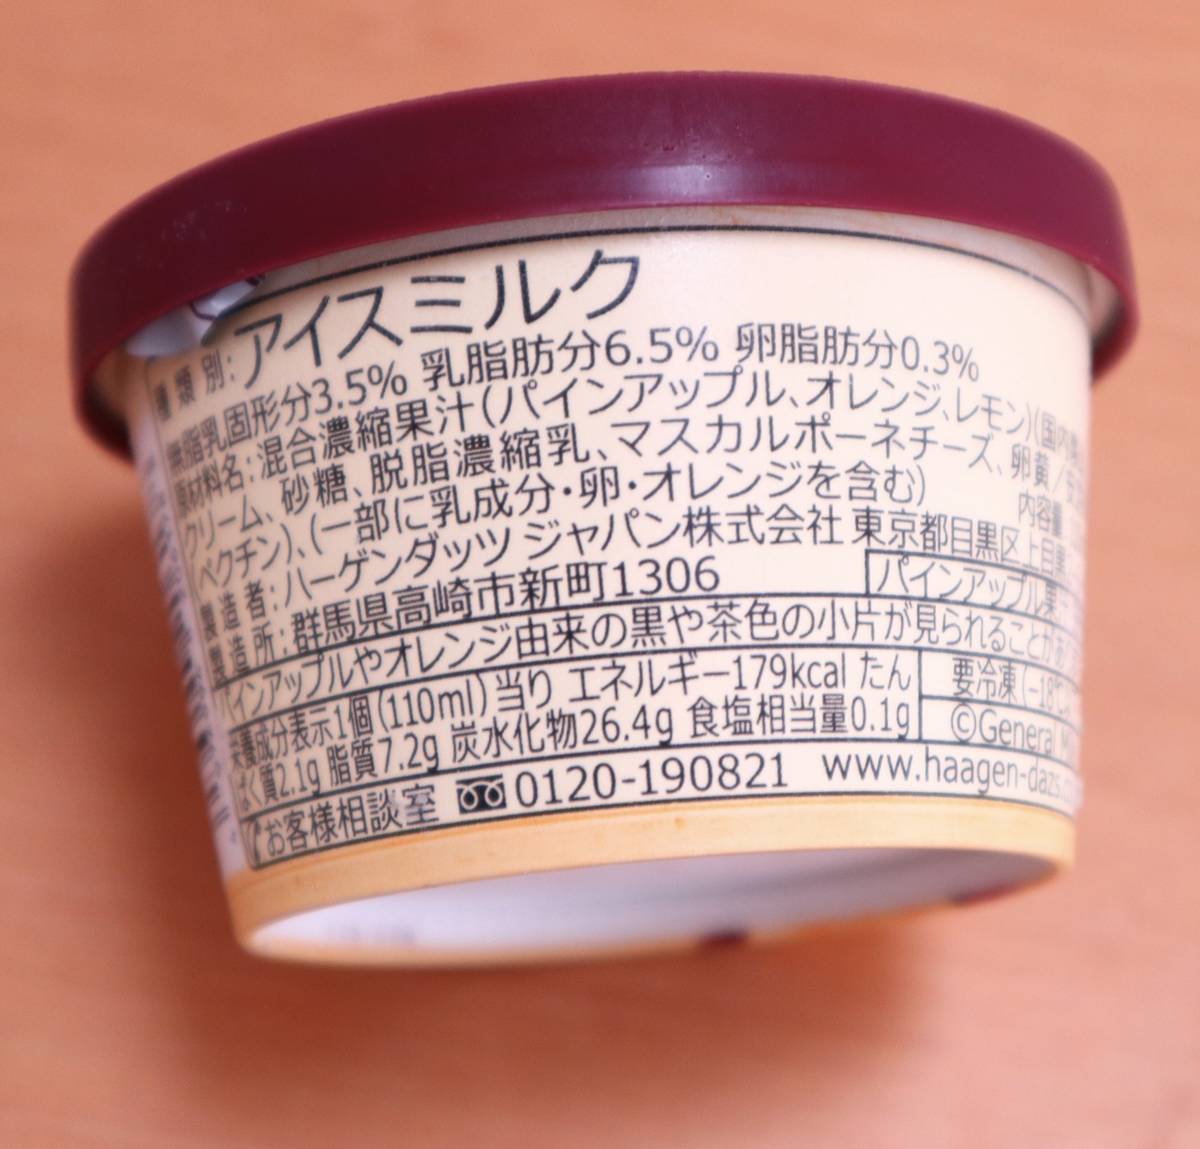 種類別:アイスミルク
無脂乳固形分3.5% 乳脂肪分6.5% 卵脂肪分0.3%
原材料名:混合濃縮果汁(パインアップル、オレンジ、レモン)(国内製
クリーム、砂糖、脱脂濃縮乳、マスカルポーネチーズ、卵黄/安
ペクチン)、(一部に乳成分・卵・オレンジを含む) 内容量
製造者:ハーゲンダッツ ジャパン株式会社 東京都目黒区上目黒
製造所:群馬県高崎市新町1306 パインアップル果
インアップルやオレンジ由来の黒や茶色の小片が見られることがあ
栄養成分表示1個(110ml)当り エネルギー179kcal たん
ぱく質2.1g 脂質7.2g 炭水化物26.4g 食塩相当量0.1g
要冷凍(-18℃
©General
お客様相談室 0120-190821 www.haagen-dazs.c